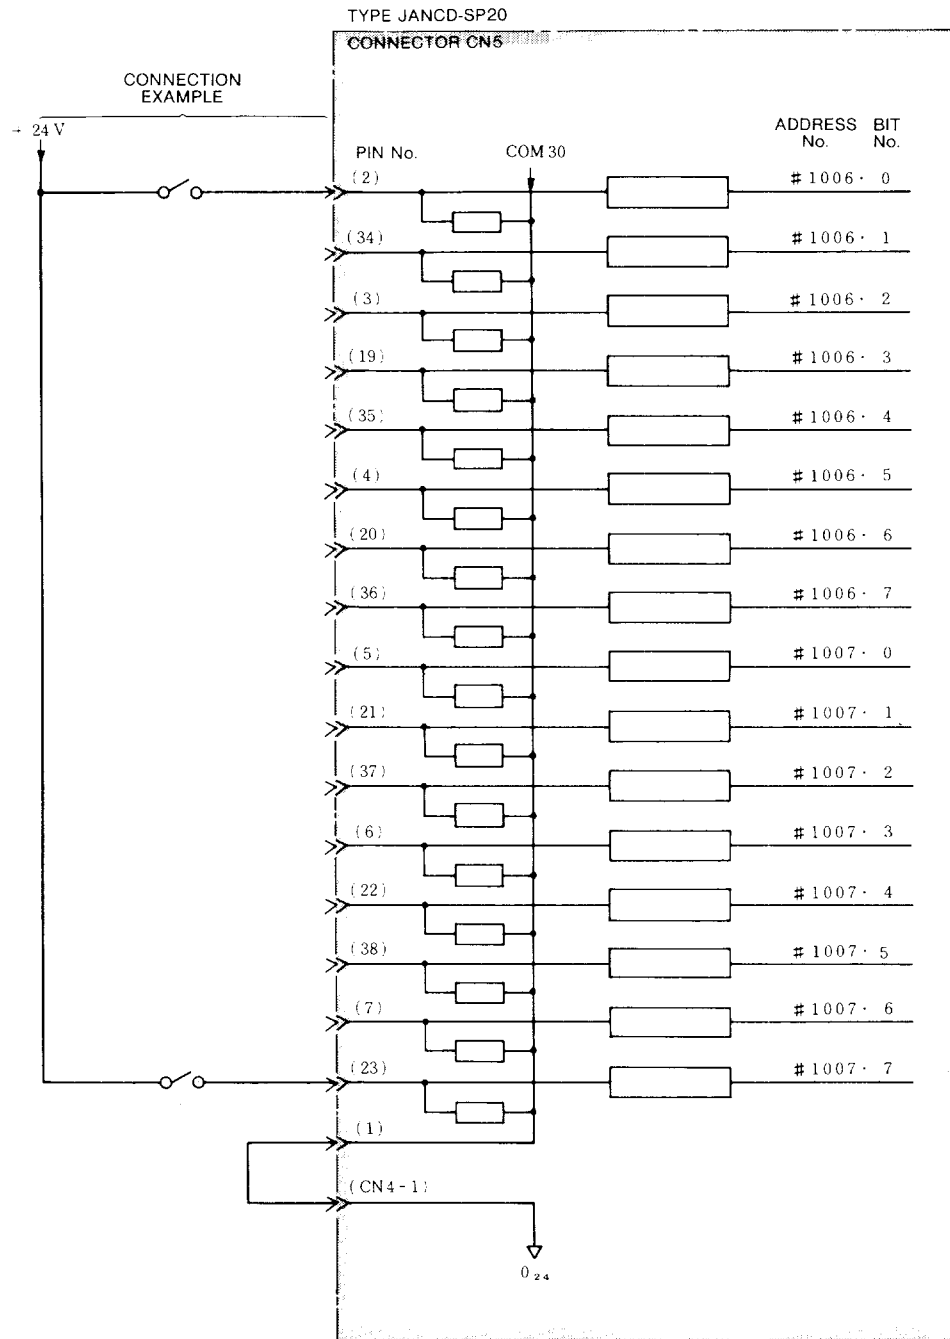 TYPE JANCD-SP20
CONNECTOR CN5
CONNECTION
EXAMPLE
+ 24 V
PIN No.
COM 30
ADDRESS No.
BIT No.
(2) #1006・ 0
(34) #1006・ 1
(3) #1006・ 2
(19) #1006・ 3
(35) #1006・ 4
(4) #1006・ 5
(20) #1006・ 6
(36) #1006・ 7
(5) #1007・ 0
(21) #1007・ 1
(37) #1007・ 2
(6) #1007・ 3
(22) #1007・ 4
(38) #1007・ 5
(7) #1007・ 6
(23) #1007・ 7
(1)
(CN4-1)
0₂₄